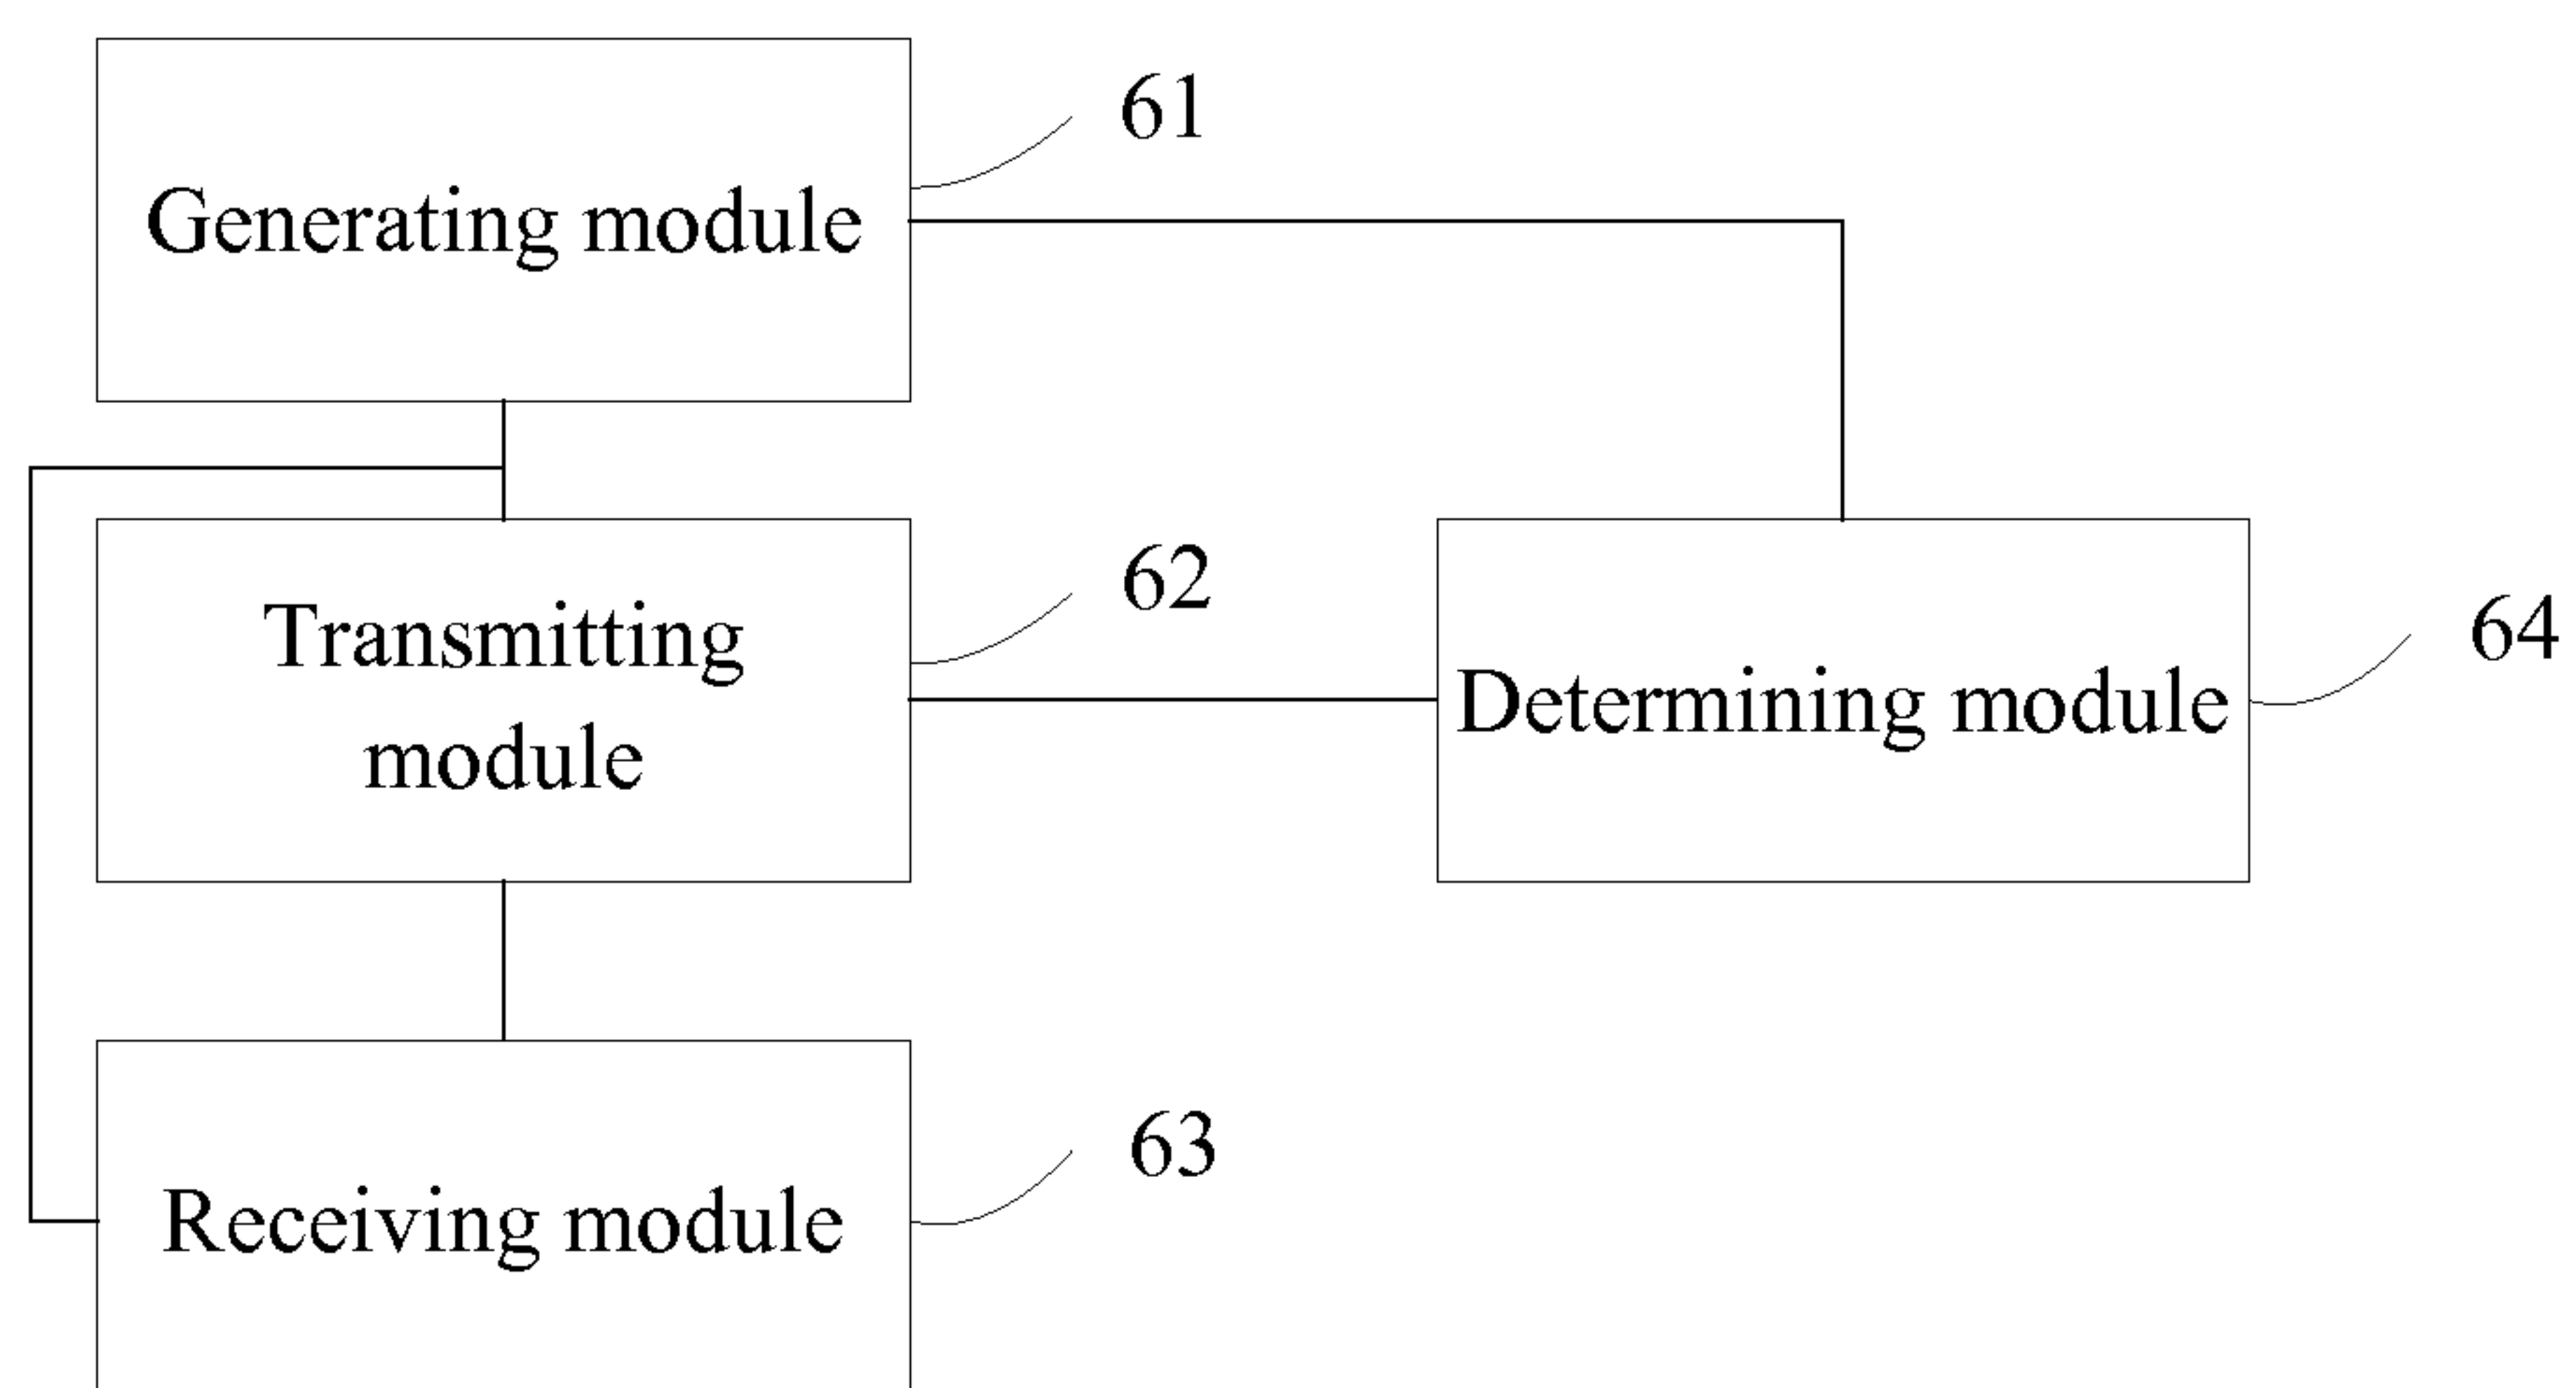 61
Generating module
62
Transmitting
module
64
Determining module
63
Receiving module